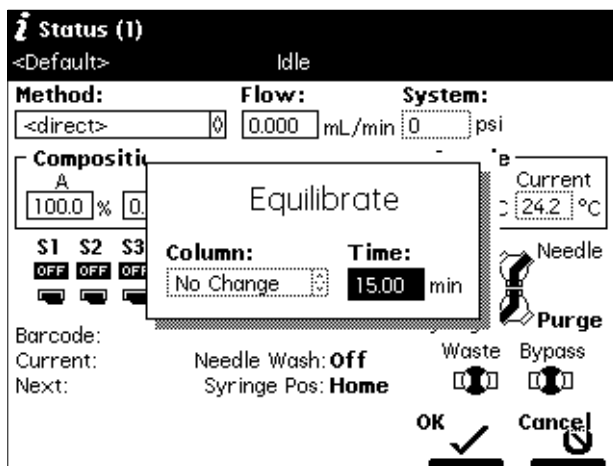 i Status (1)
<Default> Idle
Method: Flow: System:
<direct> 0.000 mL/min 0 psi
A Current
100.0 % 0. 24.2 °C
Equilibrate
S1 S2 S3 Needle
OFF OFF OFF
Column: Time:
No Change 15.00 min
Purge
Barcode:
Waste Bypass
Current: Needle Wash: Off
Next: Syringe Pos: Home
OK Cancel